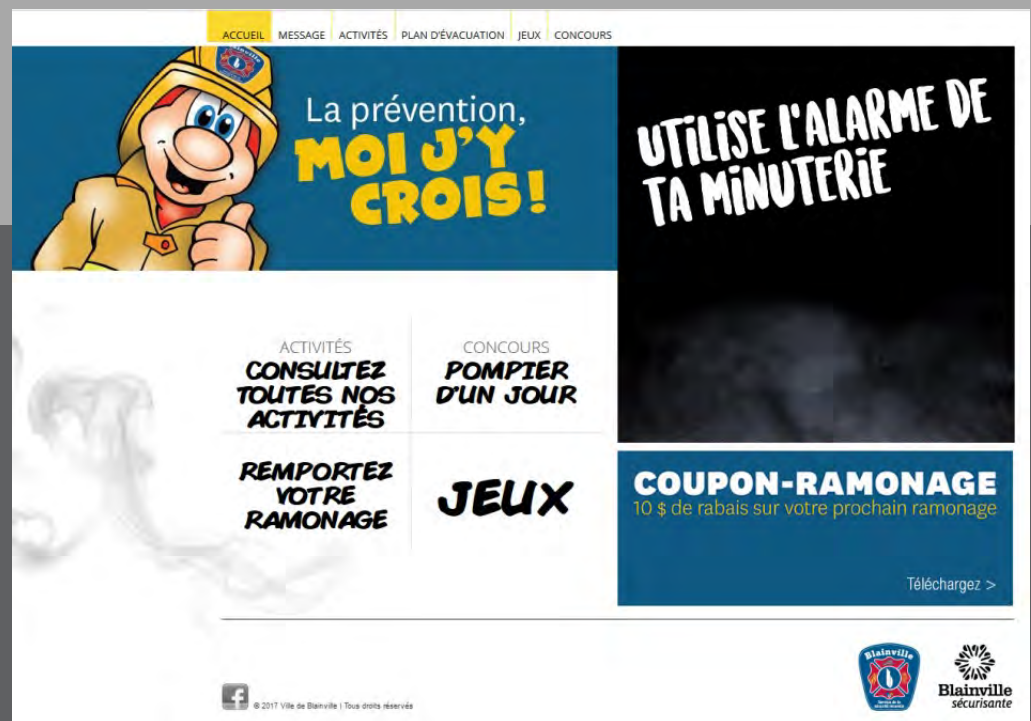 ACCUEIL MESSAGE ACTIVITÉS PLAN D'ÉVACUATION JEUX CONCOURS
La prévention,
MOI J'Y
CROIS!
UTILISE L'ALARME DE
TA MINUTERIE
ACTIVITÉS
CONSULTEZ
TOUTES NOS
ACTIVITÉS
CONCOURS
POMPIER
D'UN JOUR
REMPORTEZ
VOTRE
RAMONAGE
JEUX
COUPON-RAMONAGE
10 $ de rabais sur votre prochain ramonage
Téléchargez >
© 2017 Ville de Blainville | Tous droits réservés
Blainville
Blainville
sécurisante